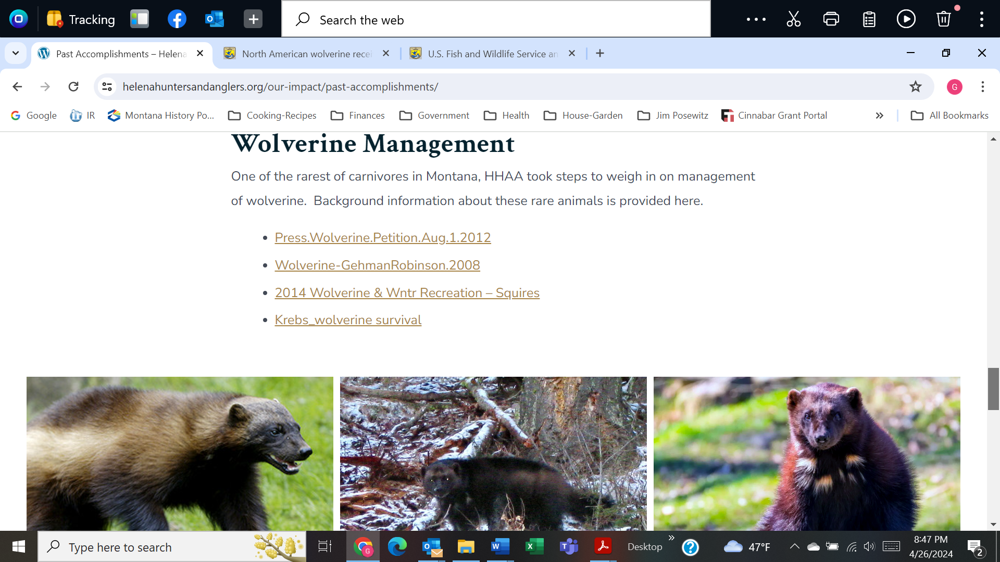 Tracking
Search the web
Past Accomplishments – Helena
North American wolverine recei
U.S. Fish and Wildlife Service an
helenahuntersandanglers.org/our-impact/past-accomplishments/
G
Google
IR
Montana History Po...
Cooking-Recipes
Finances
Government
Health
House-Garden
Jim Posewitz
Cinnabar Grant Portal
All Bookmarks
Wolverine Management
One of the rarest of carnivores in Montana, HHAA took steps to weigh in on management
of wolverine. Background information about these rare animals is provided here.
Press.Wolverine.Petition.Aug.1.2012
Wolverine-GehmanRobinson.2008
2014 Wolverine & Wntr Recreation – Squires
Krebs_wolverine survival
Type here to search
Desktop
47°F
8:47 PM
4/26/2024
2